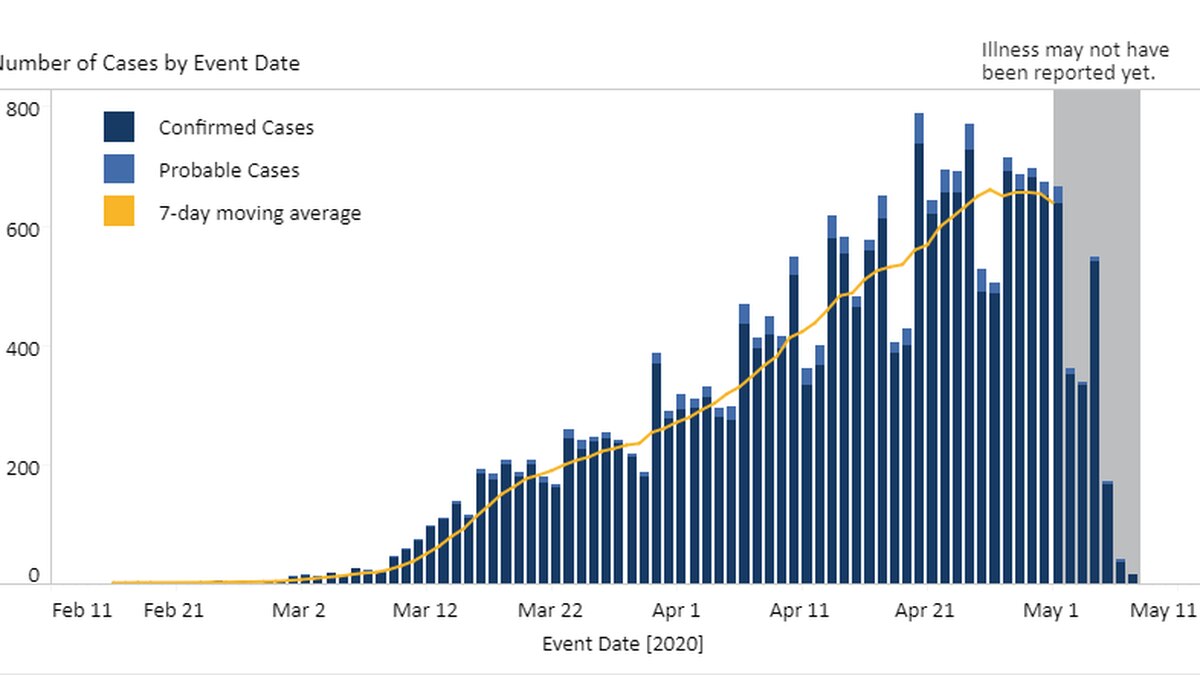 Number of Cases by Event Date
Illness may not have
been reported yet.
800
600
400
200
0
Confirmed Cases
Probable Cases
7-day moving average
Feb 11 Feb 21 Mar 2 Mar 12 Mar 22 Apr 1 Apr 11 Apr 21 May 1 May 11
Event Date [2020]